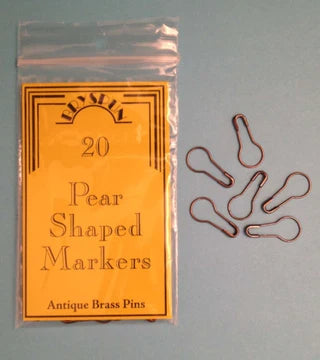 BRYSPUN
20
Pear
Shaped
Markers
Antique Brass Pins